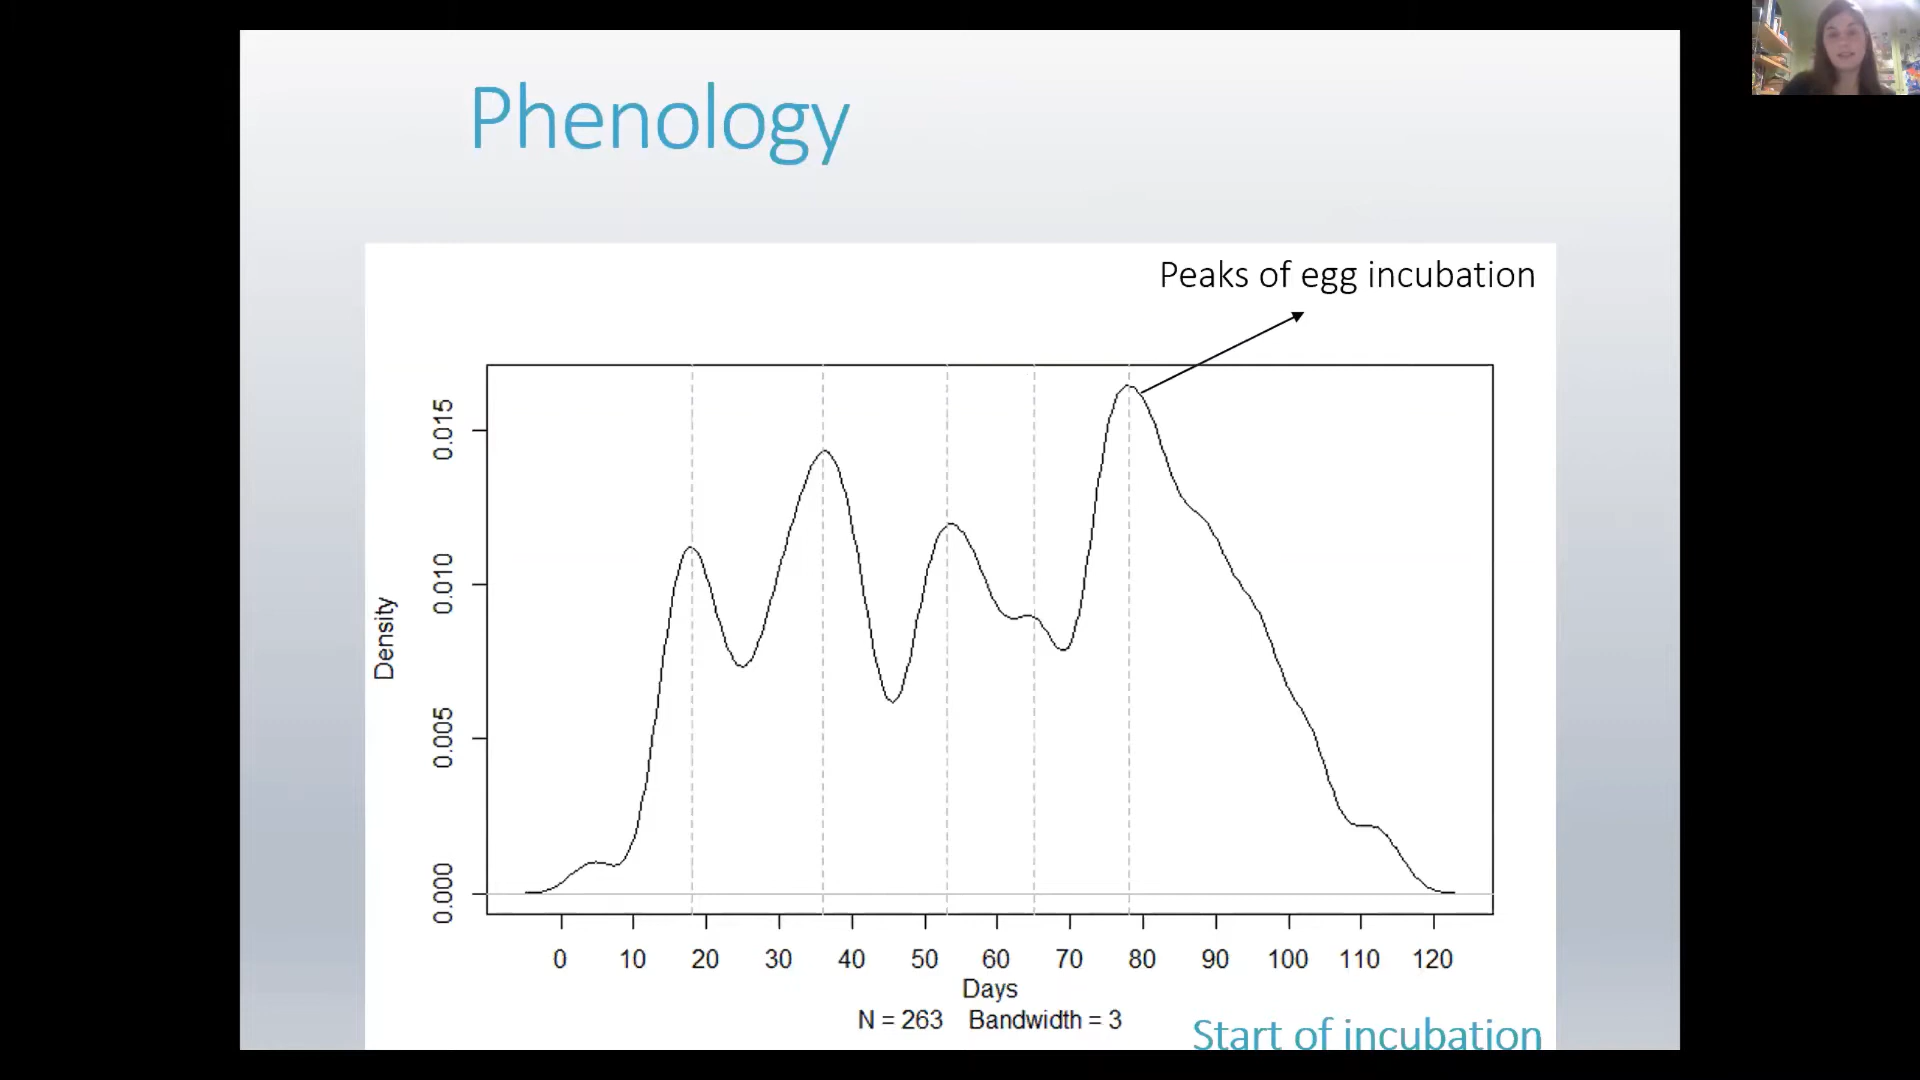 Phenology
Peaks of egg incubation
0.015
0.010
0.005
0.000
Density
0 10 20 30 40 50 60 70 80 90 100 110 120
Days
N = 263 Bandwidth = 3
Start of incubation